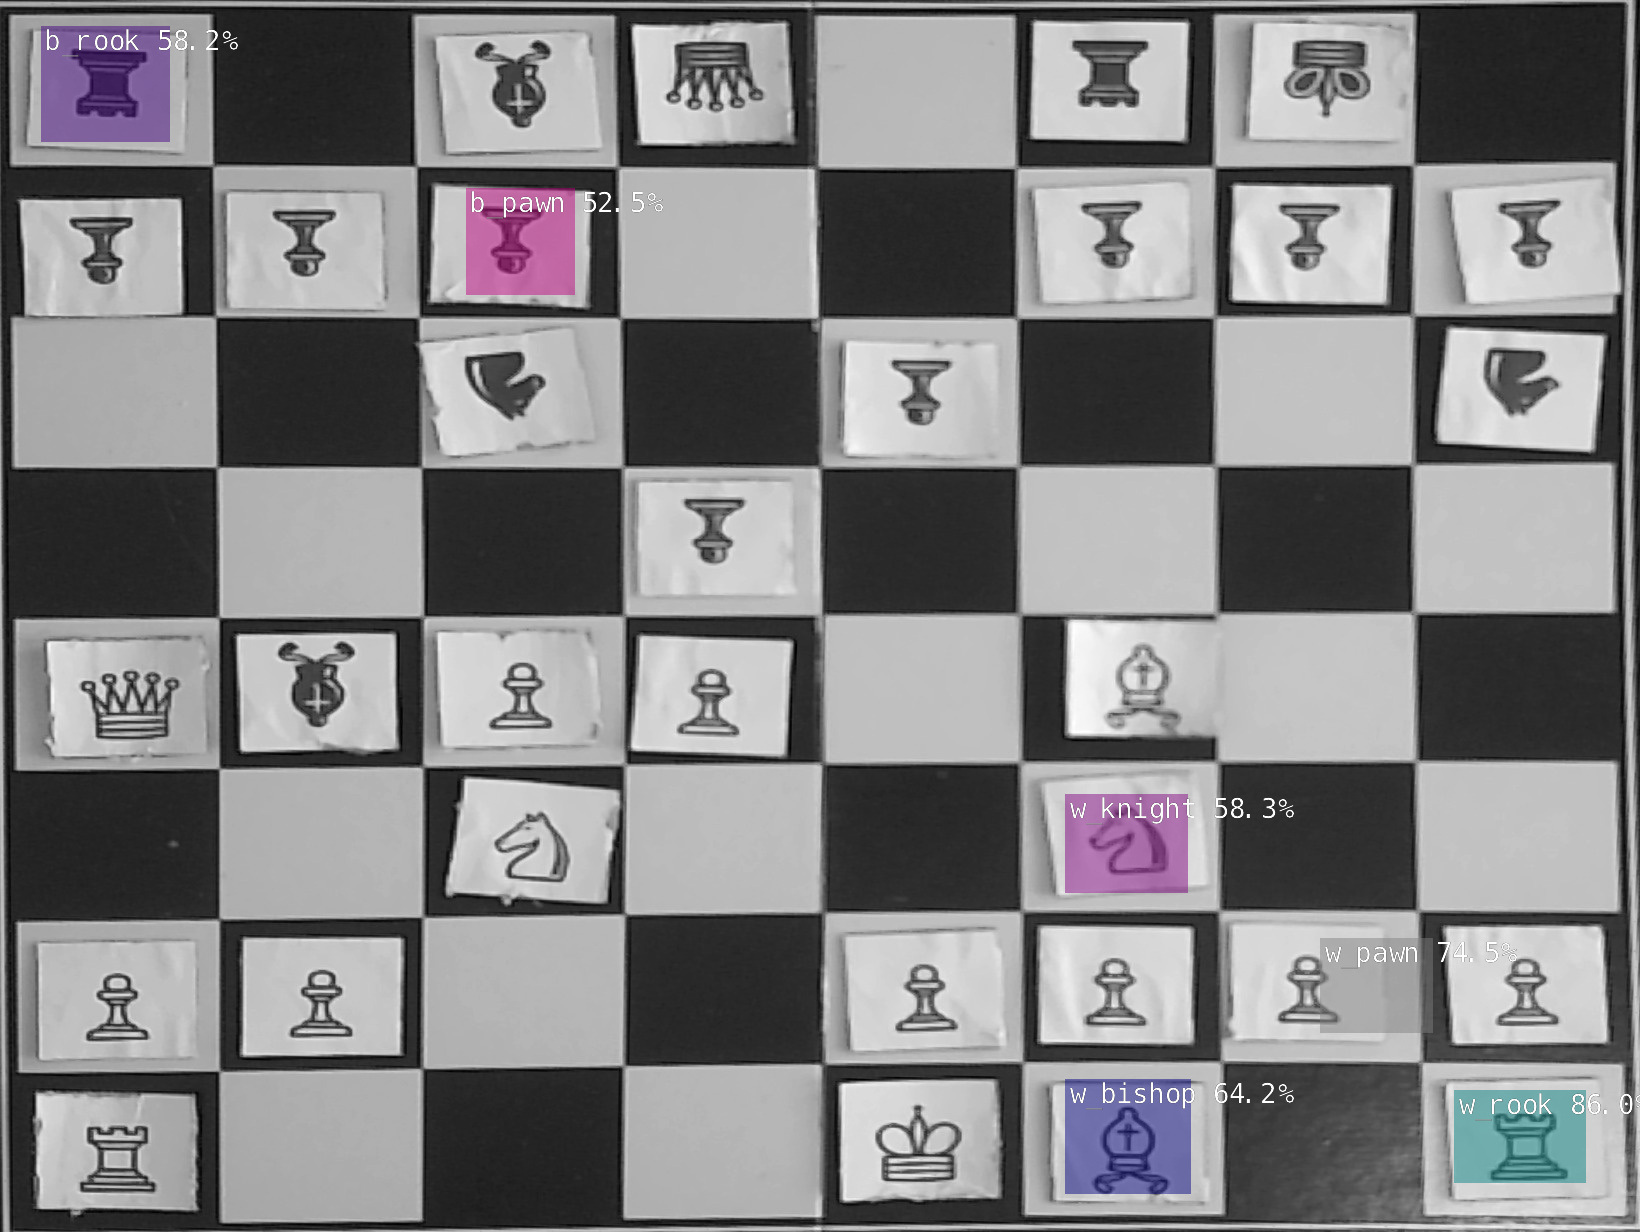 b_rook 58.2%
b_pawn 52.5%
w_knight 58.3%
w_pawn 74.5%
w_bishop 64.2%
w_rook 86.0